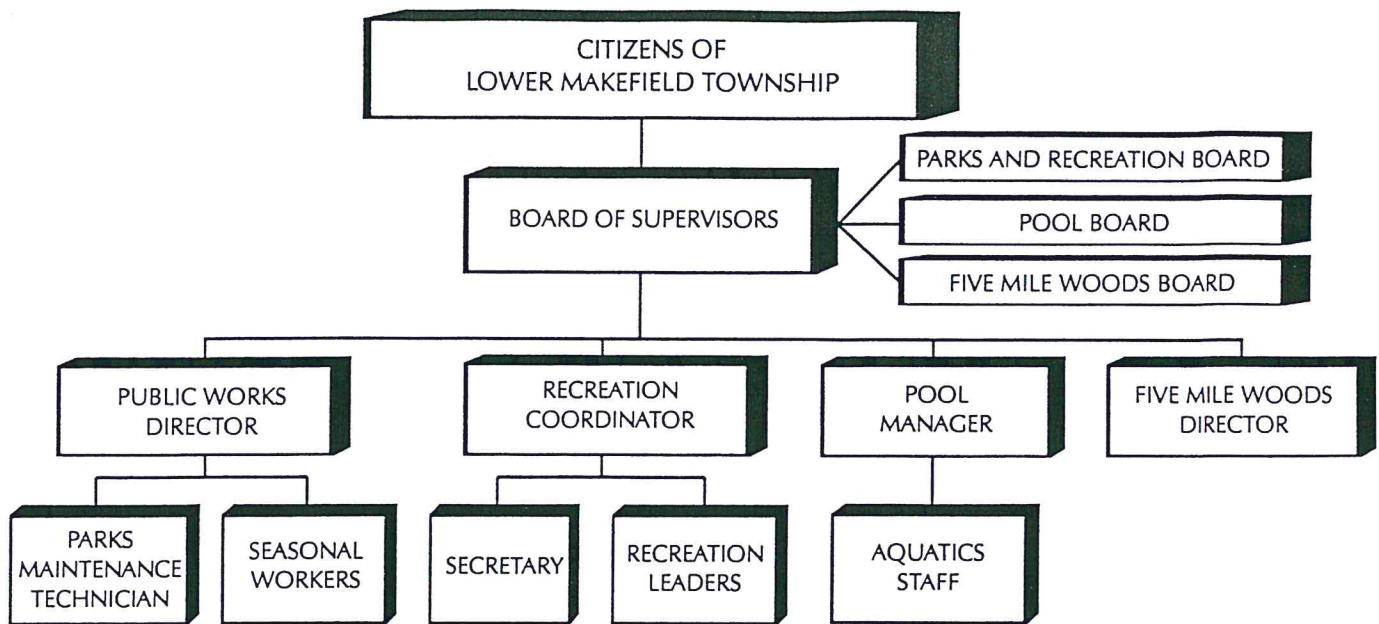 CITIZENS OF
LOWER MAKEFIELD TOWNSHIP
PARKS AND RECREATION BOARD
BOARD OF SUPERVISORS
POOL BOARD
FIVE MILE WOODS BOARD
PUBLIC WORKS
DIRECTOR
RECREATION
COORDINATOR
POOL
MANAGER
FIVE MILE WOODS
DIRECTOR
PARKS
MAINTENANCE
TECHNICIAN
SEASONAL
WORKERS
SECRETARY
RECREATION
LEADERS
AQUATICS
STAFF